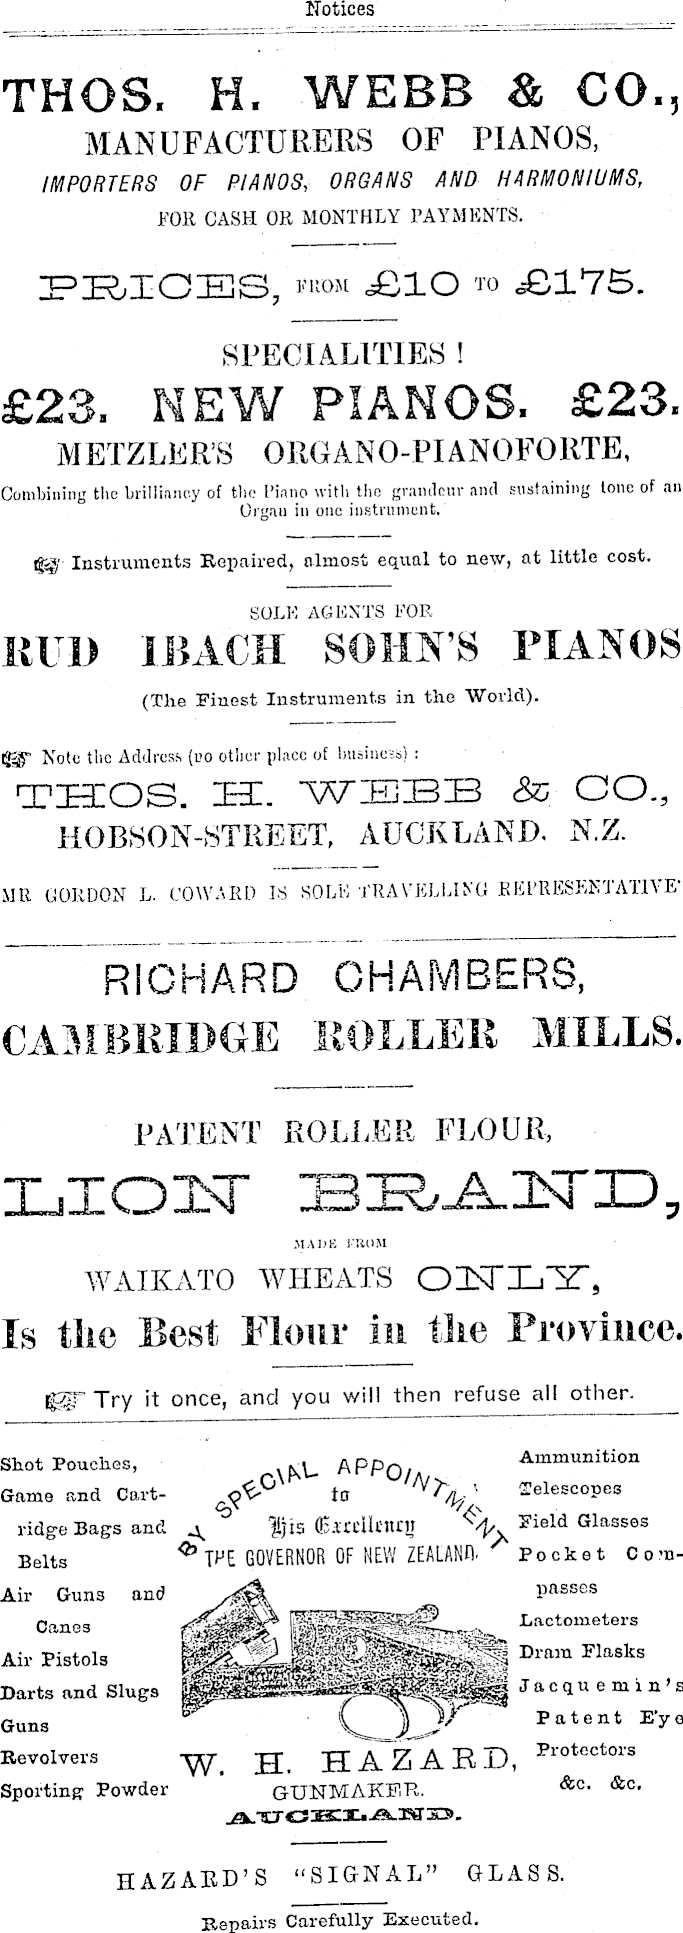 Notices
THOS. H. WEBB & CO.,
MANUFACTURERS OF PIANOS,
IMPORTERS OF PIANOS, ORGANS AND HARMONIUMS,
FOR CASH OR MONTHLY PAYMENTS.
PRICES, FROM £10 TO £175.
SPECIALITIES !
£23. NEW PIANOS. £23.
METZLER'S ORGANO-PIANOFORTE,
Combining the brilliancy of the Piano with the grandeur and sustaining tone of an
Organ in one instrument.
☞ Instruments Repaired, almost equal to new, at little cost.
SOLE AGENTS FOR
RUD IBACH SOHN'S PIANOS
(The Finest Instruments in the World).
☞ Note the Address (no other place of business) :
THOS. H. WEBB & CO.,
HOBSON-STREET, AUCKLAND. N.Z.
MR GORDON L. COWARD IS SOLE TRAVELLING REPRESENTATIVE'
RICHARD CHAMBERS,
CAMBRIDGE ROLLER MILLS.
PATENT ROLLER FLOUR,
LION BRAND,
MADE FROM
WAIKATO WHEATS ONLY,
Is the Best Flour in the Province.
☞ Try it once, and you will then refuse all other.
Shot Pouches,
Game and Cart-
ridge Bags and
Belts
Air Guns and
Canes
Air Pistols
Darts and Slugs
Guns
Revolvers
Sporting Powder
BY SPECIAL APPOINTMENT
to
His Excellency
THE GOVERNOR OF NEW ZEALAND.
W. H. HAZARD,
GUNMAKER.
AUCKLAND.
Ammunition
Telescopes
Field Glasses
Pocket Com-
passes
Lactometers
Dram Flasks
Jacquemin's
Patent Eye
Protectors
&c. &c.
HAZARD'S "SIGNAL" GLASS.
Repairs Carefully Executed.